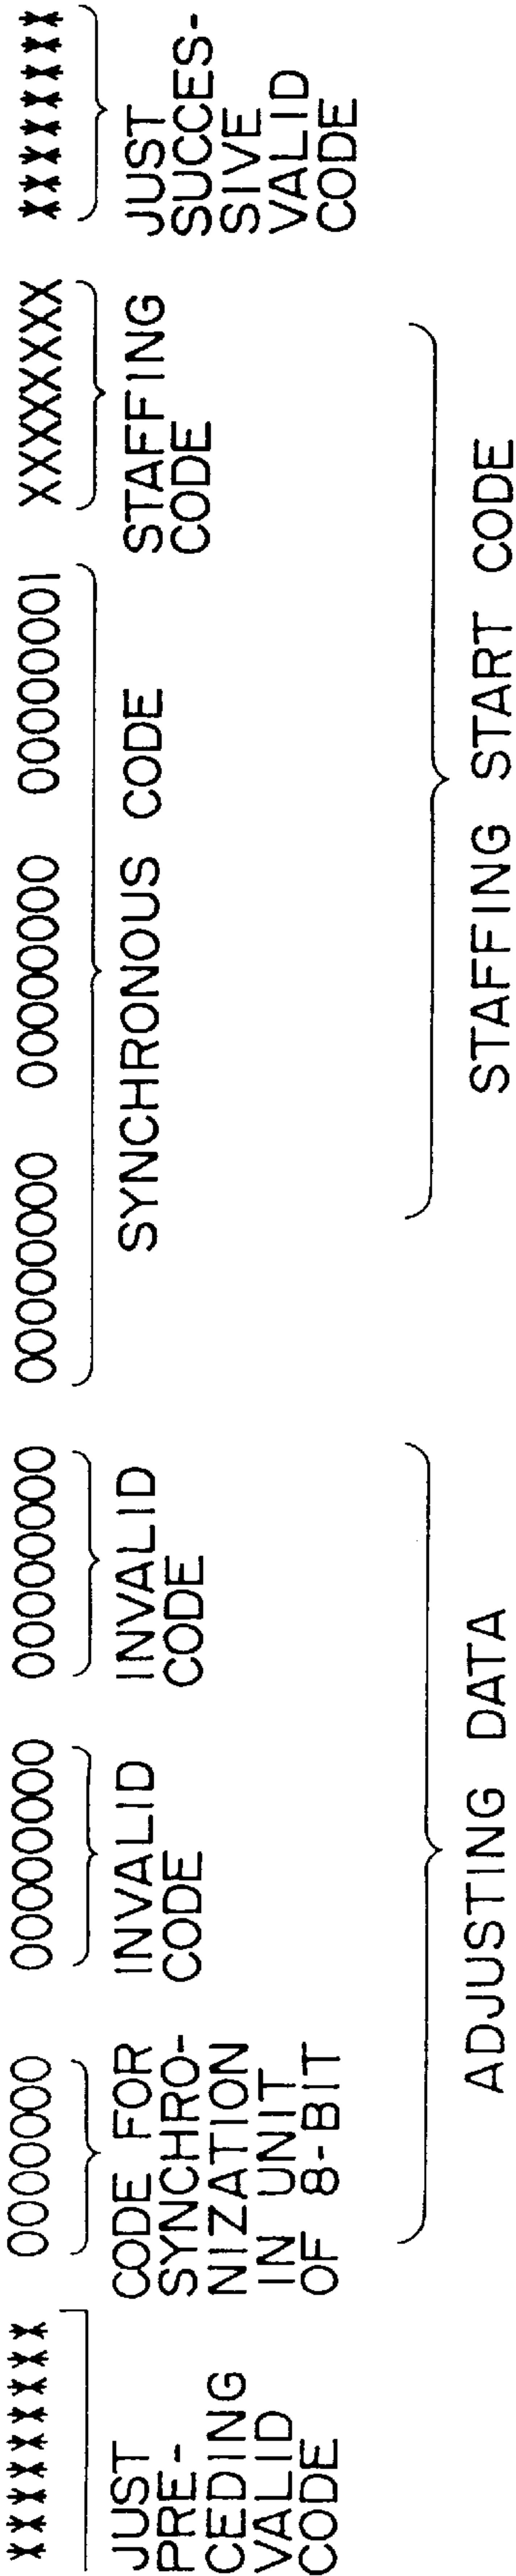 ********* 0000000 00000000 00000000 00000000 00000000 00000001 XXXXXXXX ********
JUST
PRE-
CEDING
VALID
CODE
CODE FOR
SYNCHRO-
NIZATION
IN UNIT
OF 8-BIT
INVALID
CODE
INVALID
CODE
SYNCHRONOUS CODE
STAFFING
CODE
JUST
SUCCES-
SIVE
VALID
CODE
ADJUSTING DATA
STAFFING START CODE